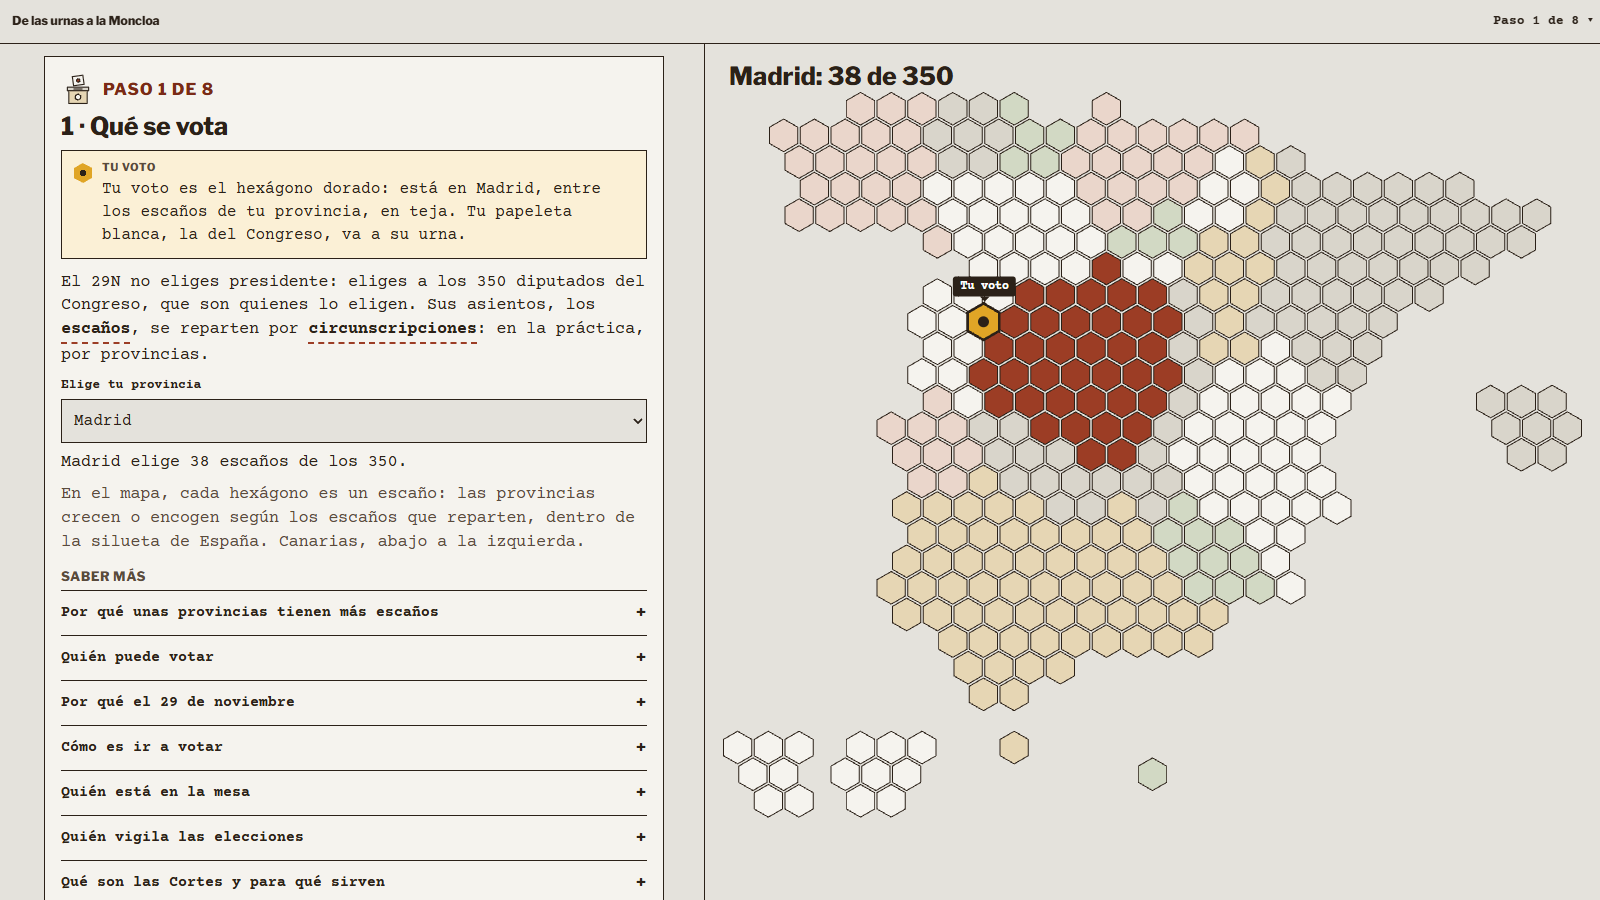 De las urnas a la Moncloa
Paso 1 de 8 ▾
PASO 1 DE 8
1 · Qué se vota
TU VOTO
Tu voto es el hexágono dorado: está en Madrid, entre
los escaños de tu provincia, en teja. Tu papeleta
blanca, la del Congreso, va a su urna.
El 29N no eliges presidente: eliges a los 350 diputados del
Congreso, que son quienes lo eligen. Sus asientos, los
escaños, se reparten por circunscripciones: en la práctica,
por provincias.
Elige tu provincia
Madrid
Madrid elige 38 escaños de los 350.
En el mapa, cada hexágono es un escaño: las provincias
crecen o encogen según los escaños que reparten, dentro de
la silueta de España. Canarias, abajo a la izquierda.
SABER MÁS
Por qué unas provincias tienen más escaños +
Quién puede votar +
Por qué el 29 de noviembre +
Cómo es ir a votar +
Quién está en la mesa +
Quién vigila las elecciones +
Qué son las Cortes y para qué sirven +
Madrid: 38 de 350
Tu voto